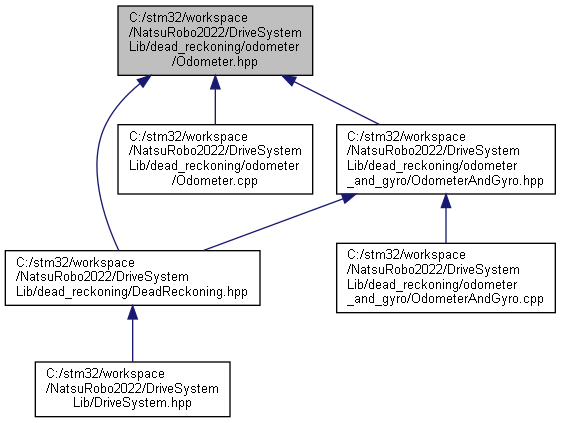 C:/stm32/workspace
/NatsuRobo2022/DriveSystem
Lib/dead_reckoning/odometer
/Odometer.hpp
C:/stm32/workspace
/NatsuRobo2022/DriveSystem
Lib/dead_reckoning/odometer
/Odometer.cpp
C:/stm32/workspace
/NatsuRobo2022/DriveSystem
Lib/dead_reckoning/odometer
_and_gyro/OdometerAndGyro.hpp
C:/stm32/workspace
/NatsuRobo2022/DriveSystem
Lib/dead_reckoning/DeadReckoning.hpp
C:/stm32/workspace
/NatsuRobo2022/DriveSystem
Lib/dead_reckoning/odometer
_and_gyro/OdometerAndGyro.cpp
C:/stm32/workspace
/NatsuRobo2022/DriveSystem
Lib/DriveSystem.hpp